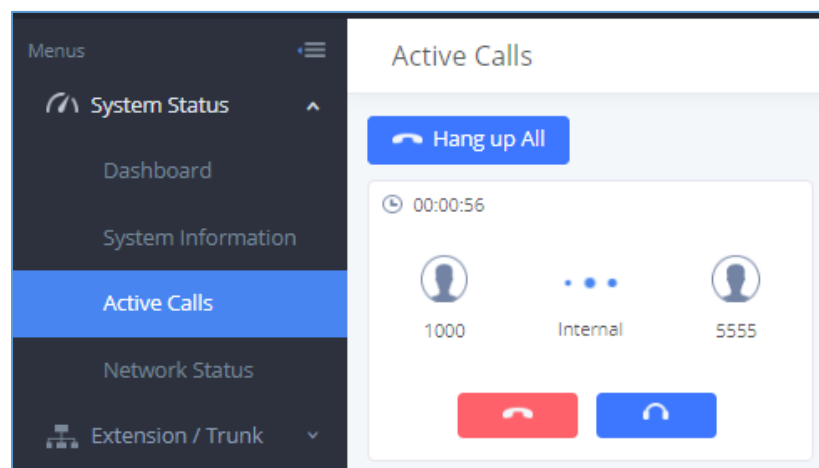 Menus
System Status
Dashboard
System Information
Active Calls
Network Status
Extension / Trunk
Active Calls
Hang up All
00:00:56
1000 Internal 5555